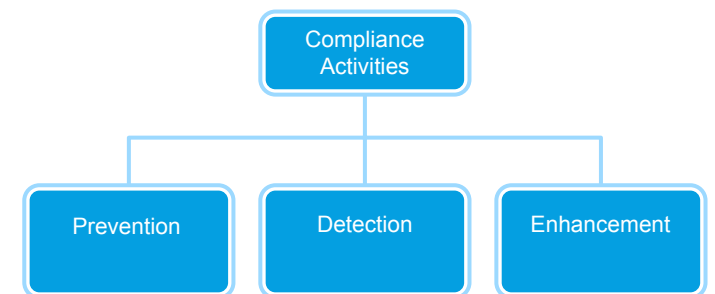 Compliance
Activities
Prevention
Detection
Enhancement